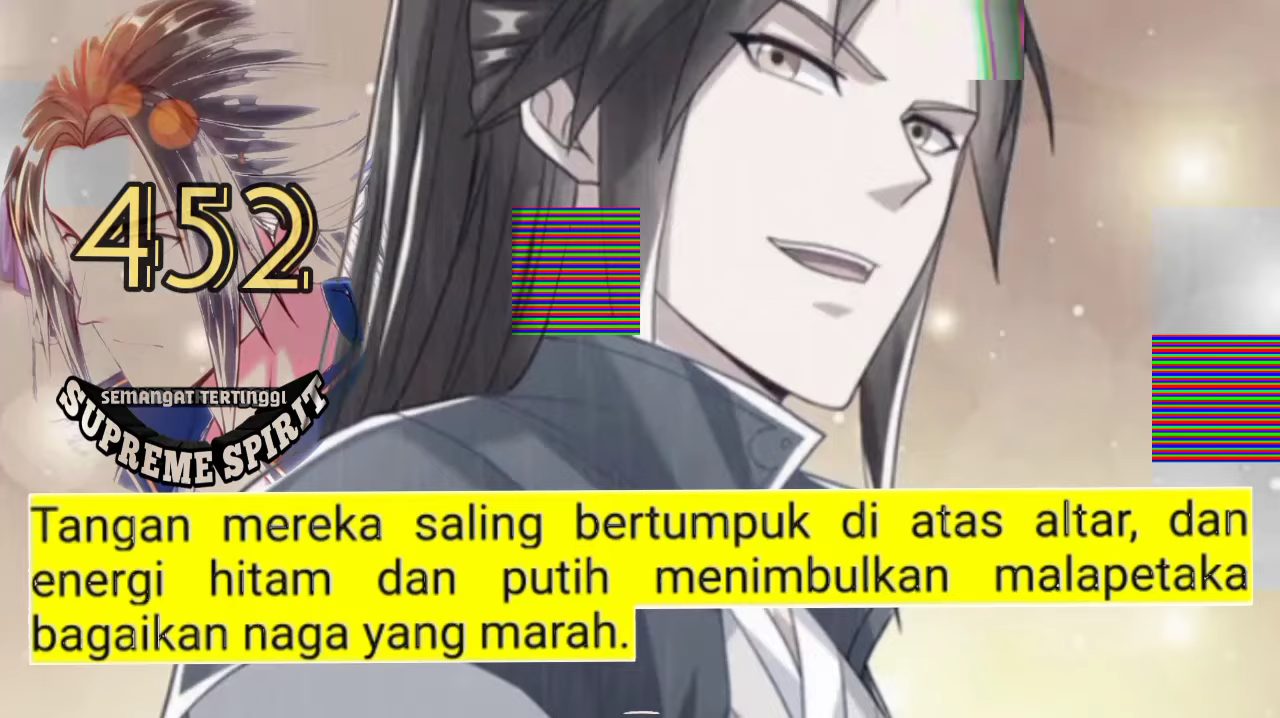 452
SEMANGAT TERTINGGI
SUPREME SPIRIT
Tangan mereka saling bertumpuk di atas altar, dan
energi hitam dan putih menimbulkan malapetaka
bagaikan naga yang marah.